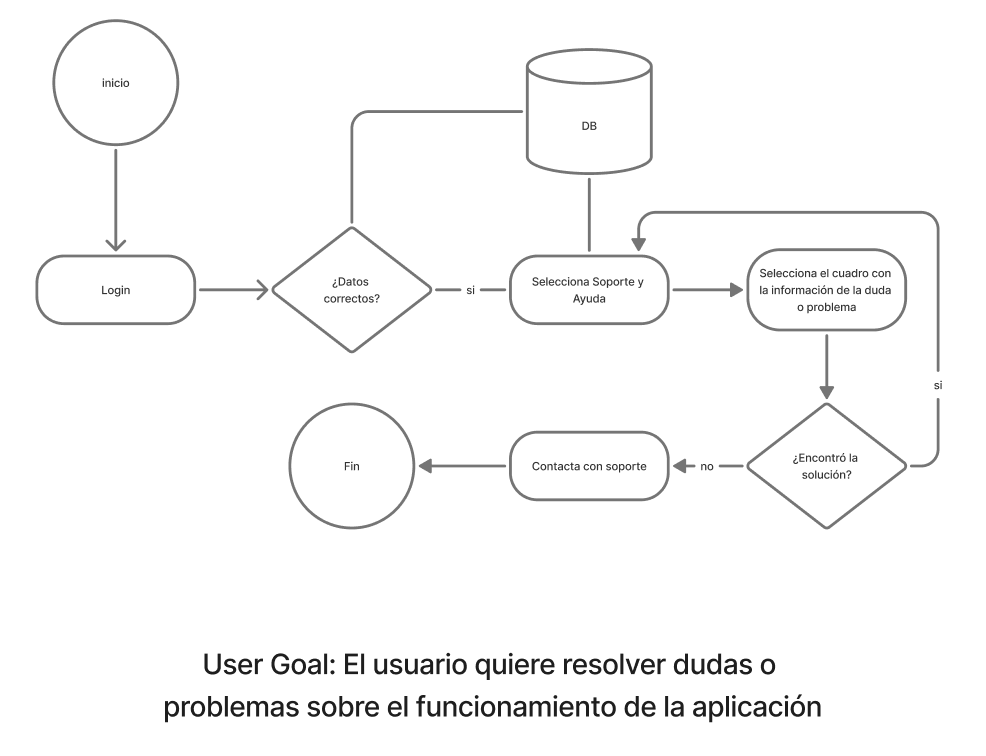 inicio
DB
Login
¿Datos
correctos?
si
Selecciona Soporte y
Ayuda
Selecciona el cuadro con
la información de la duda
o problema
si
¿Encontró la
solución?
no
Contacta con soporte
Fin
User Goal: El usuario quiere resolver dudas o
problemas sobre el funcionamiento de la aplicación